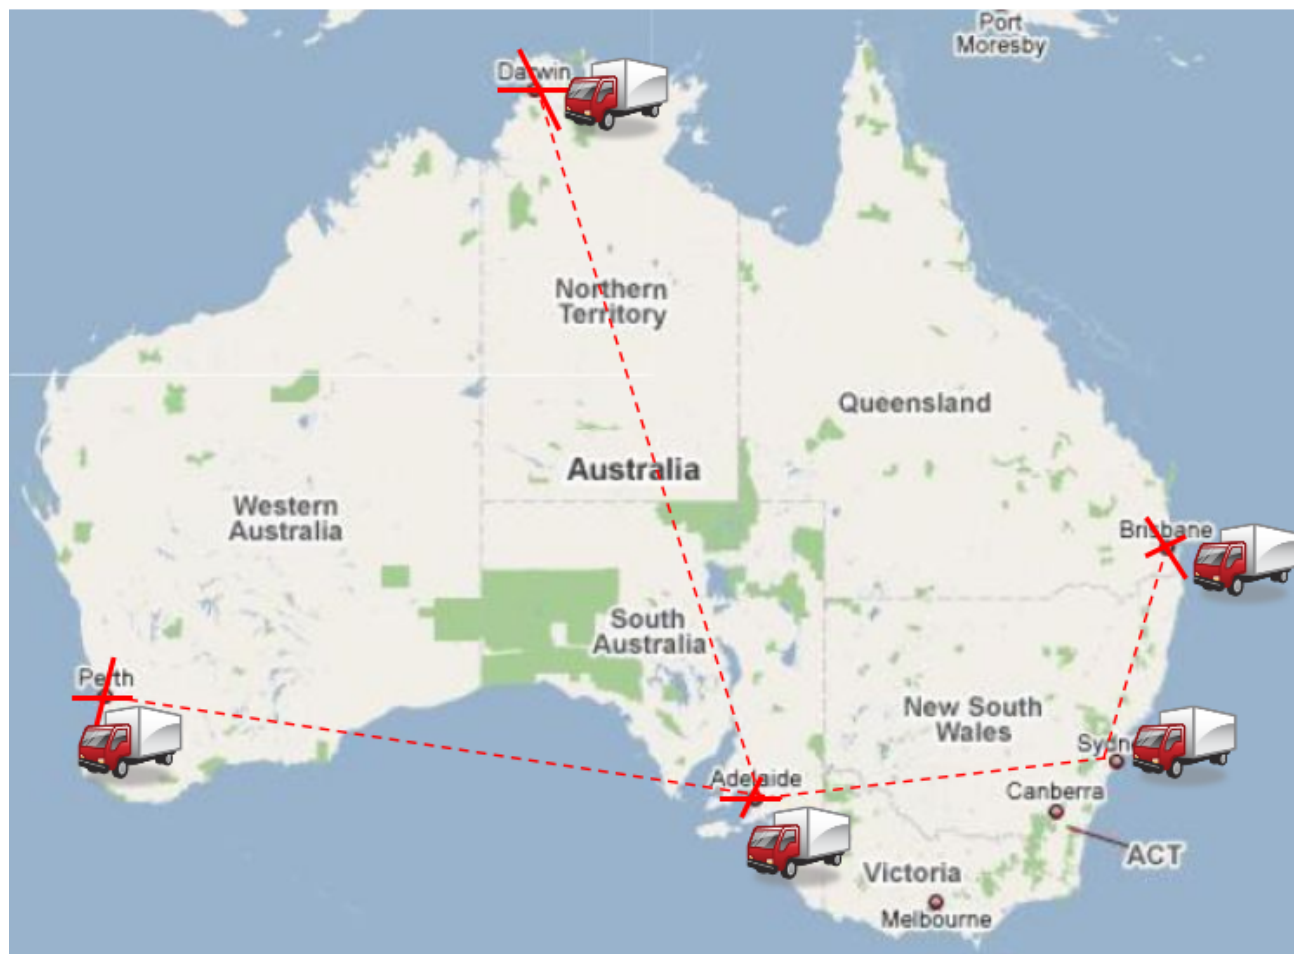 Port
Moresby
Darwin
Northern
Territory
Queensland
Australia
Western
Australia
Brisbane
South
Australia
Perth
New South
Wales
Sydn
Adelaide
Canberra
ACT
Victoria
Melbourne